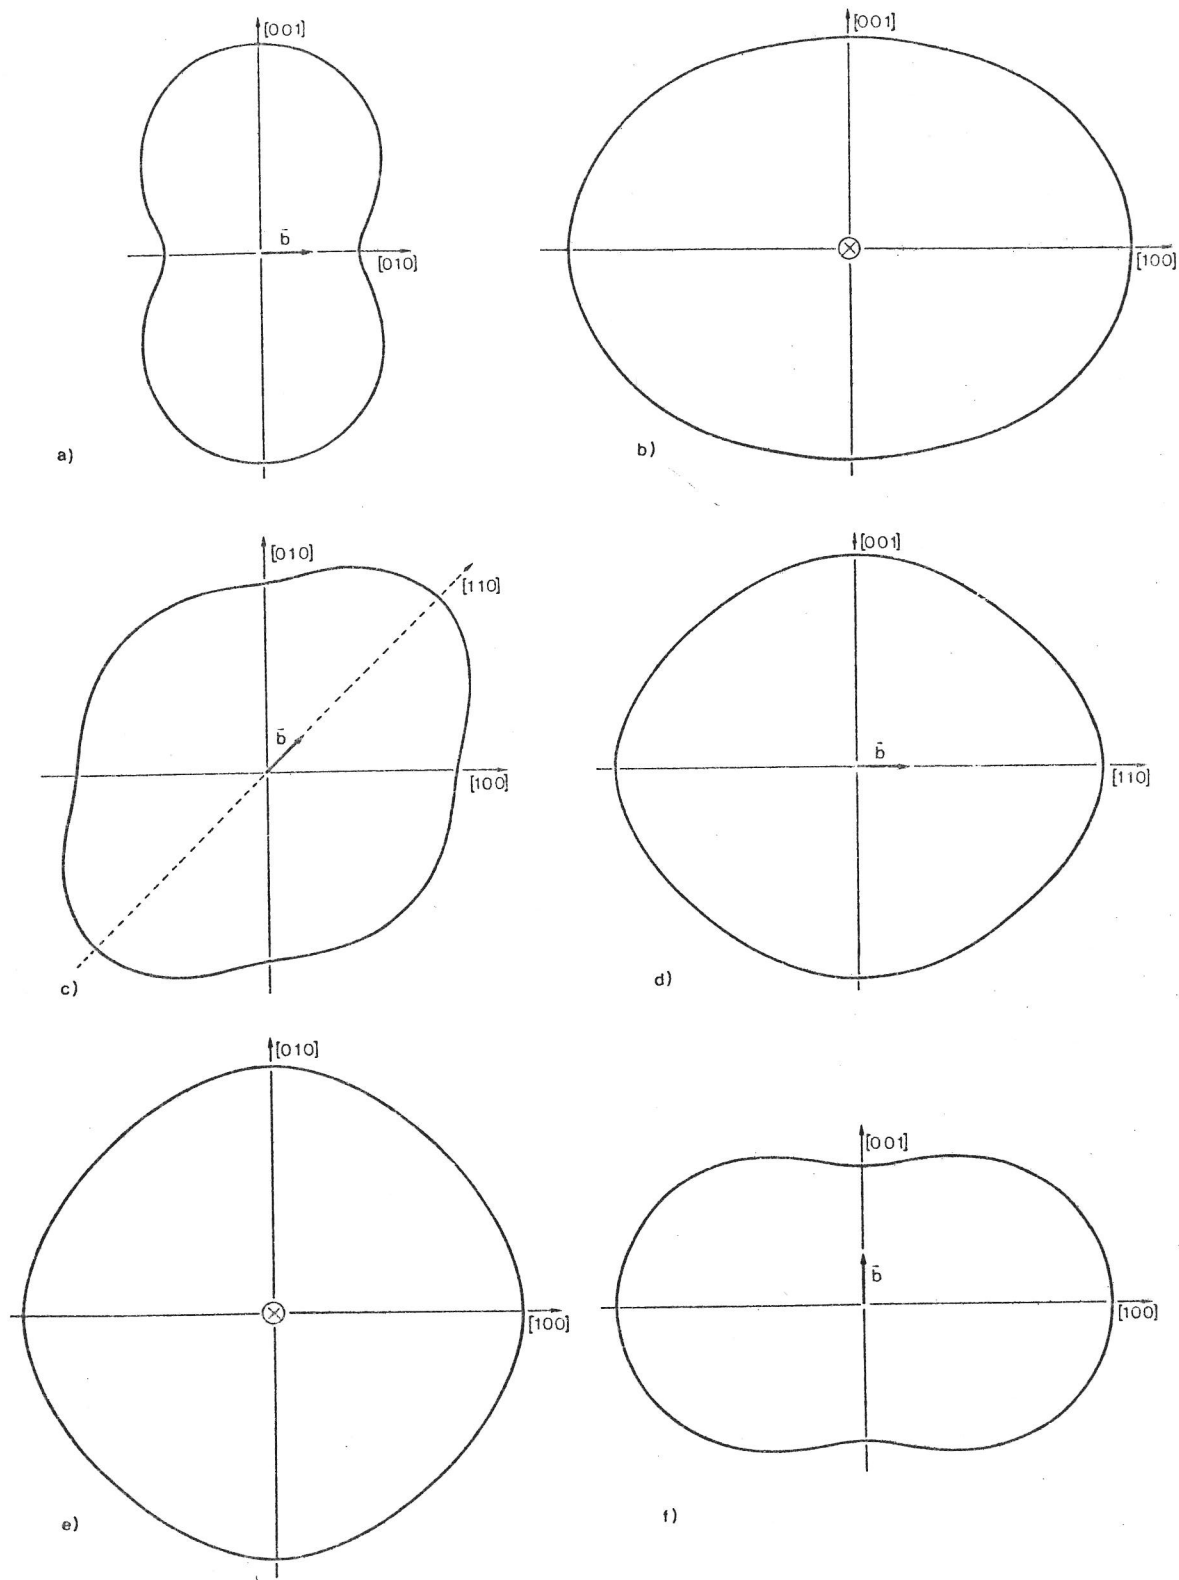 [001]
b̄
[010]
a)
[001]
[100]
b)
[010]
[110]
b̄
[100]
c)
[001]
b̄
[110]
d)
[010]
[100]
e)
[001]
b̄
[100]
f)